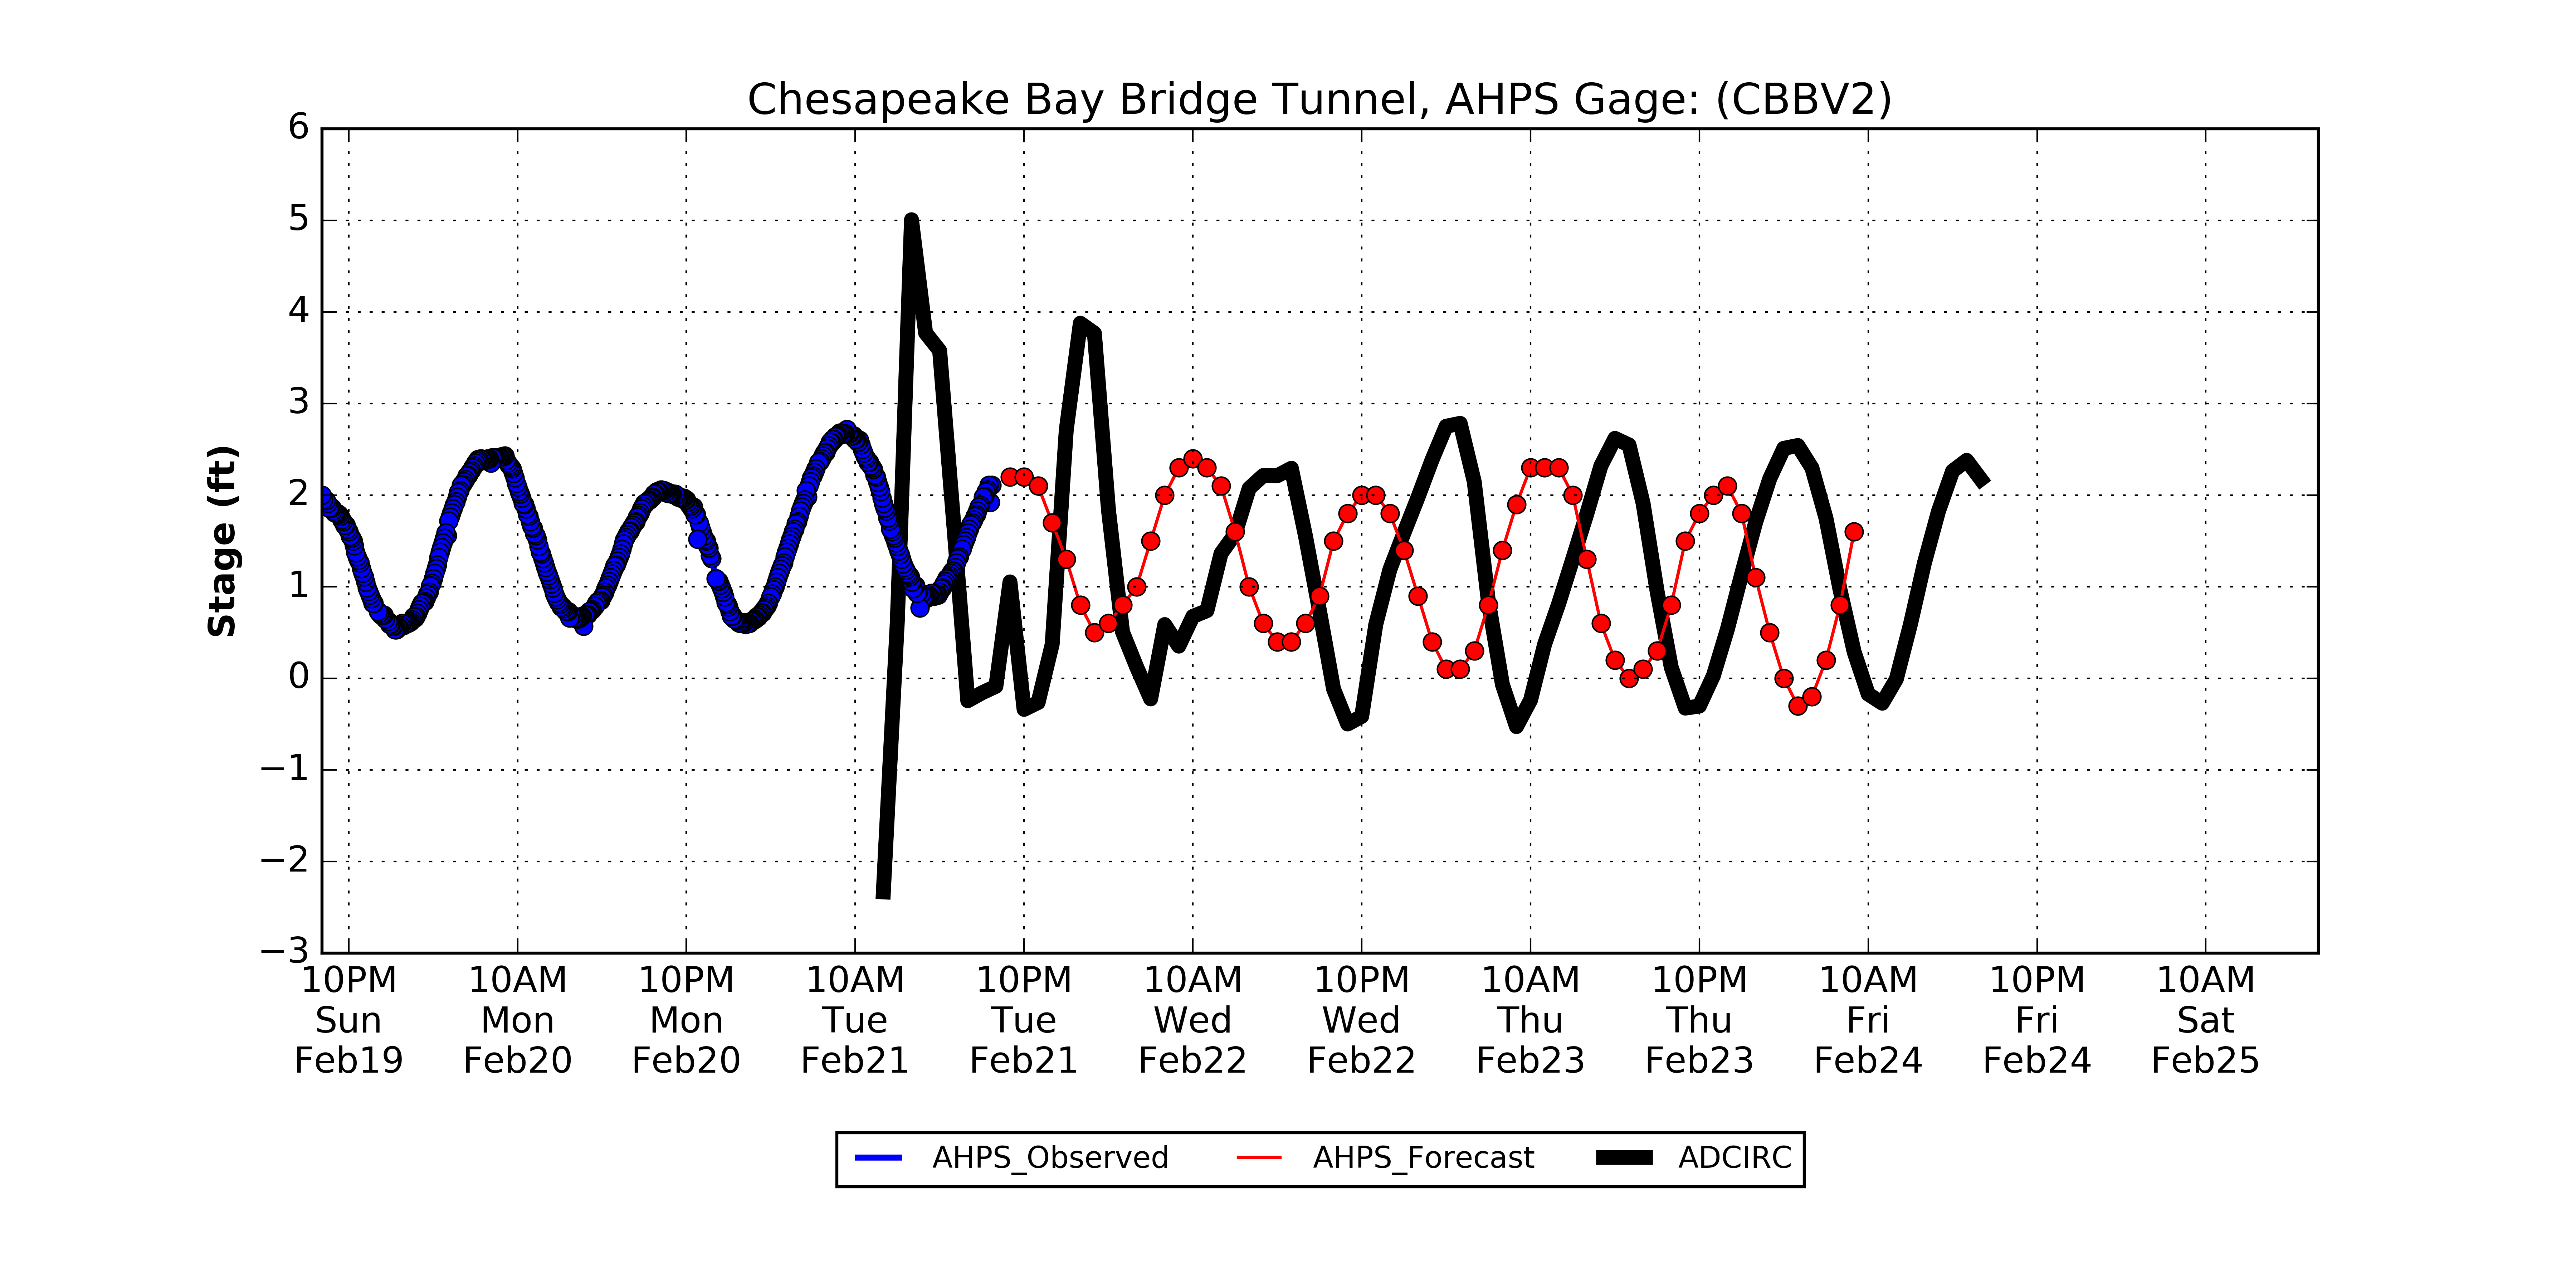 Chesapeake Bay Bridge Tunnel, AHPS Gage: (CBBV2)
6
5
4
3
2
1
0
−1
−2
−3
Stage (ft)
10PM 10AM 10PM 10AM 10PM 10AM 10PM 10AM 10PM 10AM 10PM 10AM
Sun Mon Mon Tue Tue Wed Wed Thu Thu Fri Fri Sat
Feb19 Feb20 Feb20 Feb21 Feb21 Feb22 Feb22 Feb23 Feb23 Feb24 Feb24 Feb25
AHPS_Observed AHPS_Forecast ADCIRC